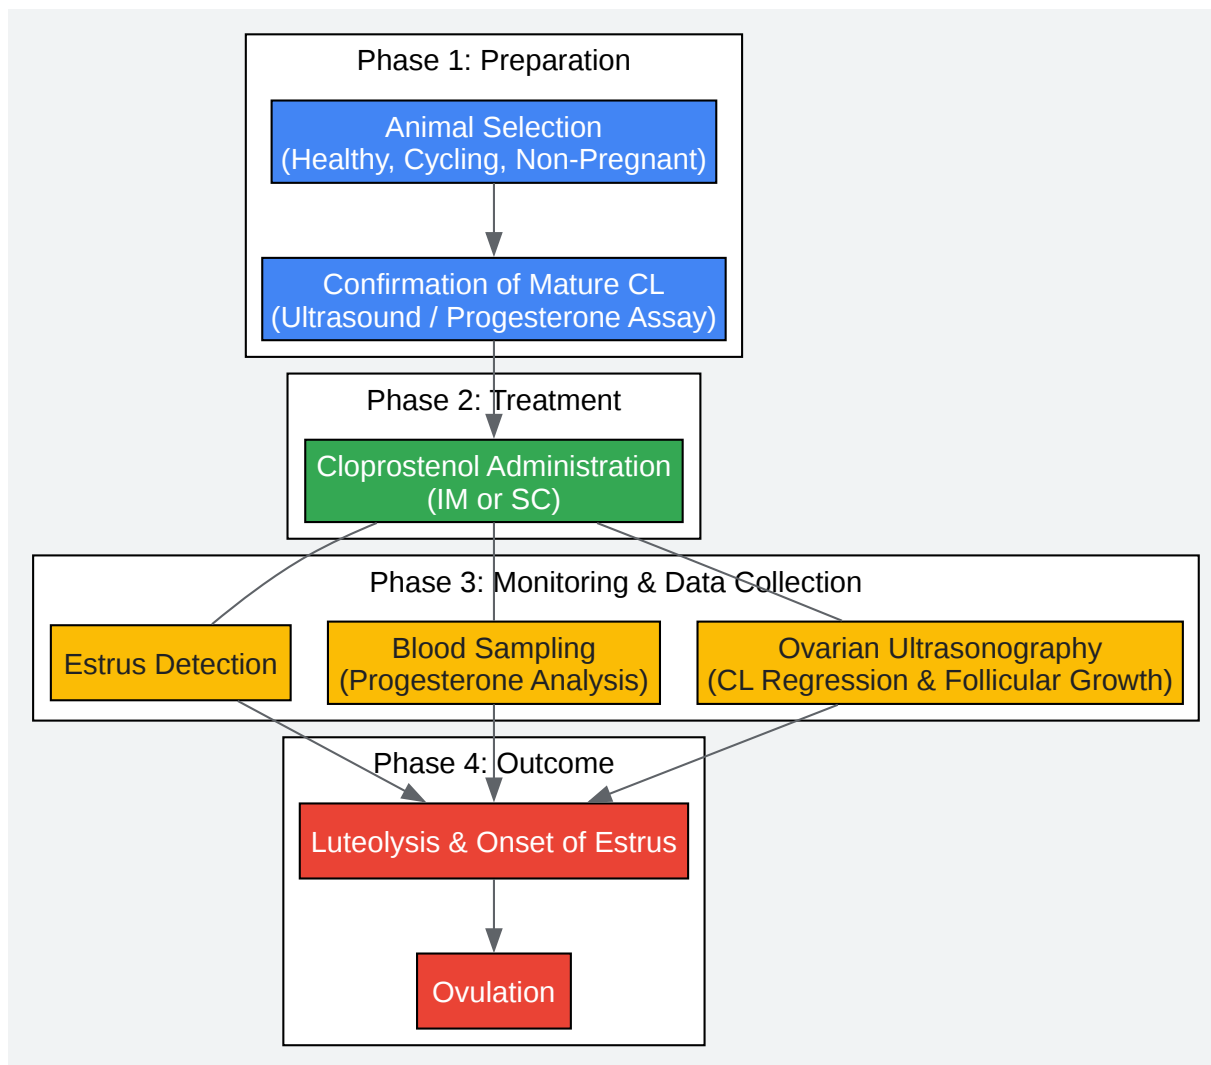 Phase 1: Preparation
Animal Selection
(Healthy, Cycling, Non-Pregnant)
Confirmation of Mature CL
(Ultrasound / Progesterone Assay)
Phase 2: Treatment
Cloprostenol Administration
(IM or SC)
Phase 3: Monitoring & Data Collection
Estrus Detection
Blood Sampling
(Progesterone Analysis)
Ovarian Ultrasonography
(CL Regression & Follicular Growth)
Phase 4: Outcome
Luteolysis & Onset of Estrus
Ovulation